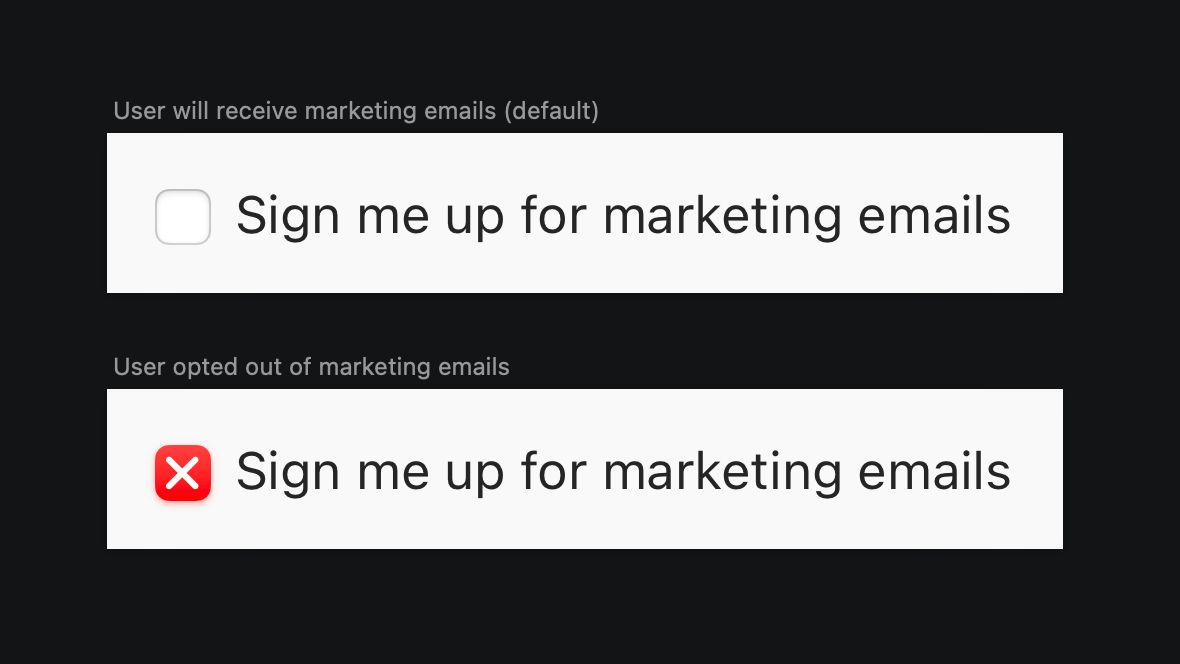 User will receive marketing emails (default)
Sign me up for marketing emails
User opted out of marketing emails
Sign me up for marketing emails